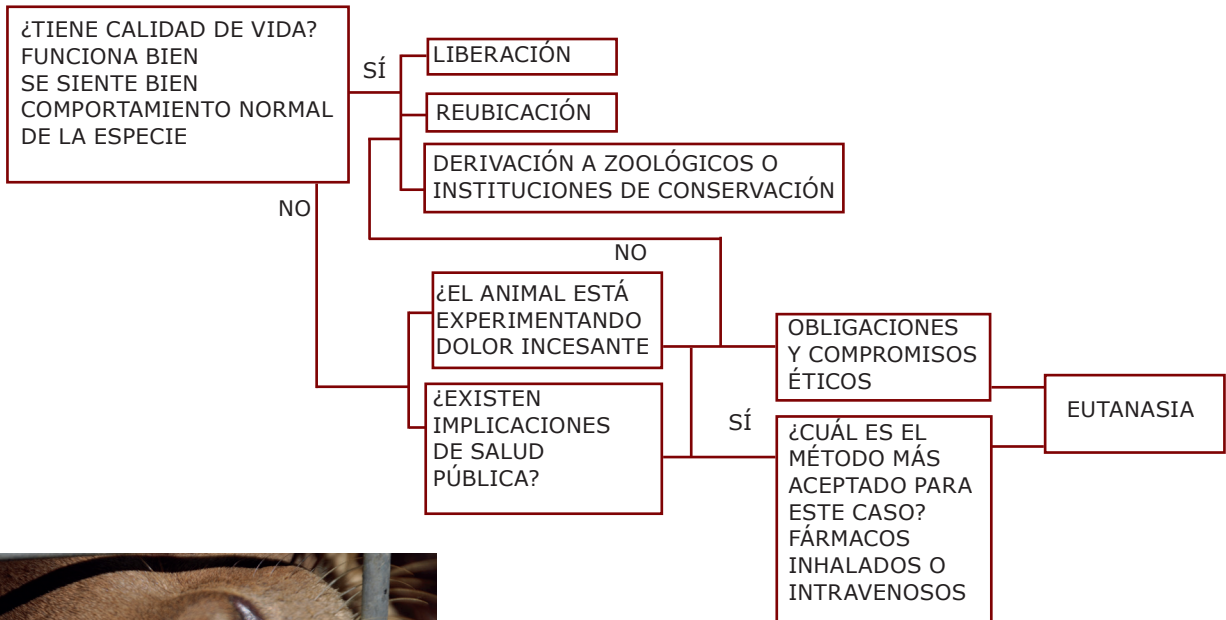 ¿TIENE CALIDAD DE VIDA?
FUNCIONA BIEN
SE SIENTE BIEN
COMPORTAMIENTO NORMAL
DE LA ESPECIE
SÍ
LIBERACIÓN
REUBICACIÓN
DERIVACIÓN A ZOOLÓGICOS O
INSTITUCIONES DE CONSERVACIÓN
NO
NO
¿EL ANIMAL ESTÁ
EXPERIMENTANDO
DOLOR INCESANTE
¿EXISTEN
IMPLICACIONES
DE SALUD
PÚBLICA?
SÍ
OBLIGACIONES
Y COMPROMISOS
ÉTICOS
¿CUÁL ES EL
MÉTODO MÁS
ACEPTADO PARA
ESTE CASO?
FÁRMACOS
INHALADOS O
INTRAVENOSOS
EUTANASIA